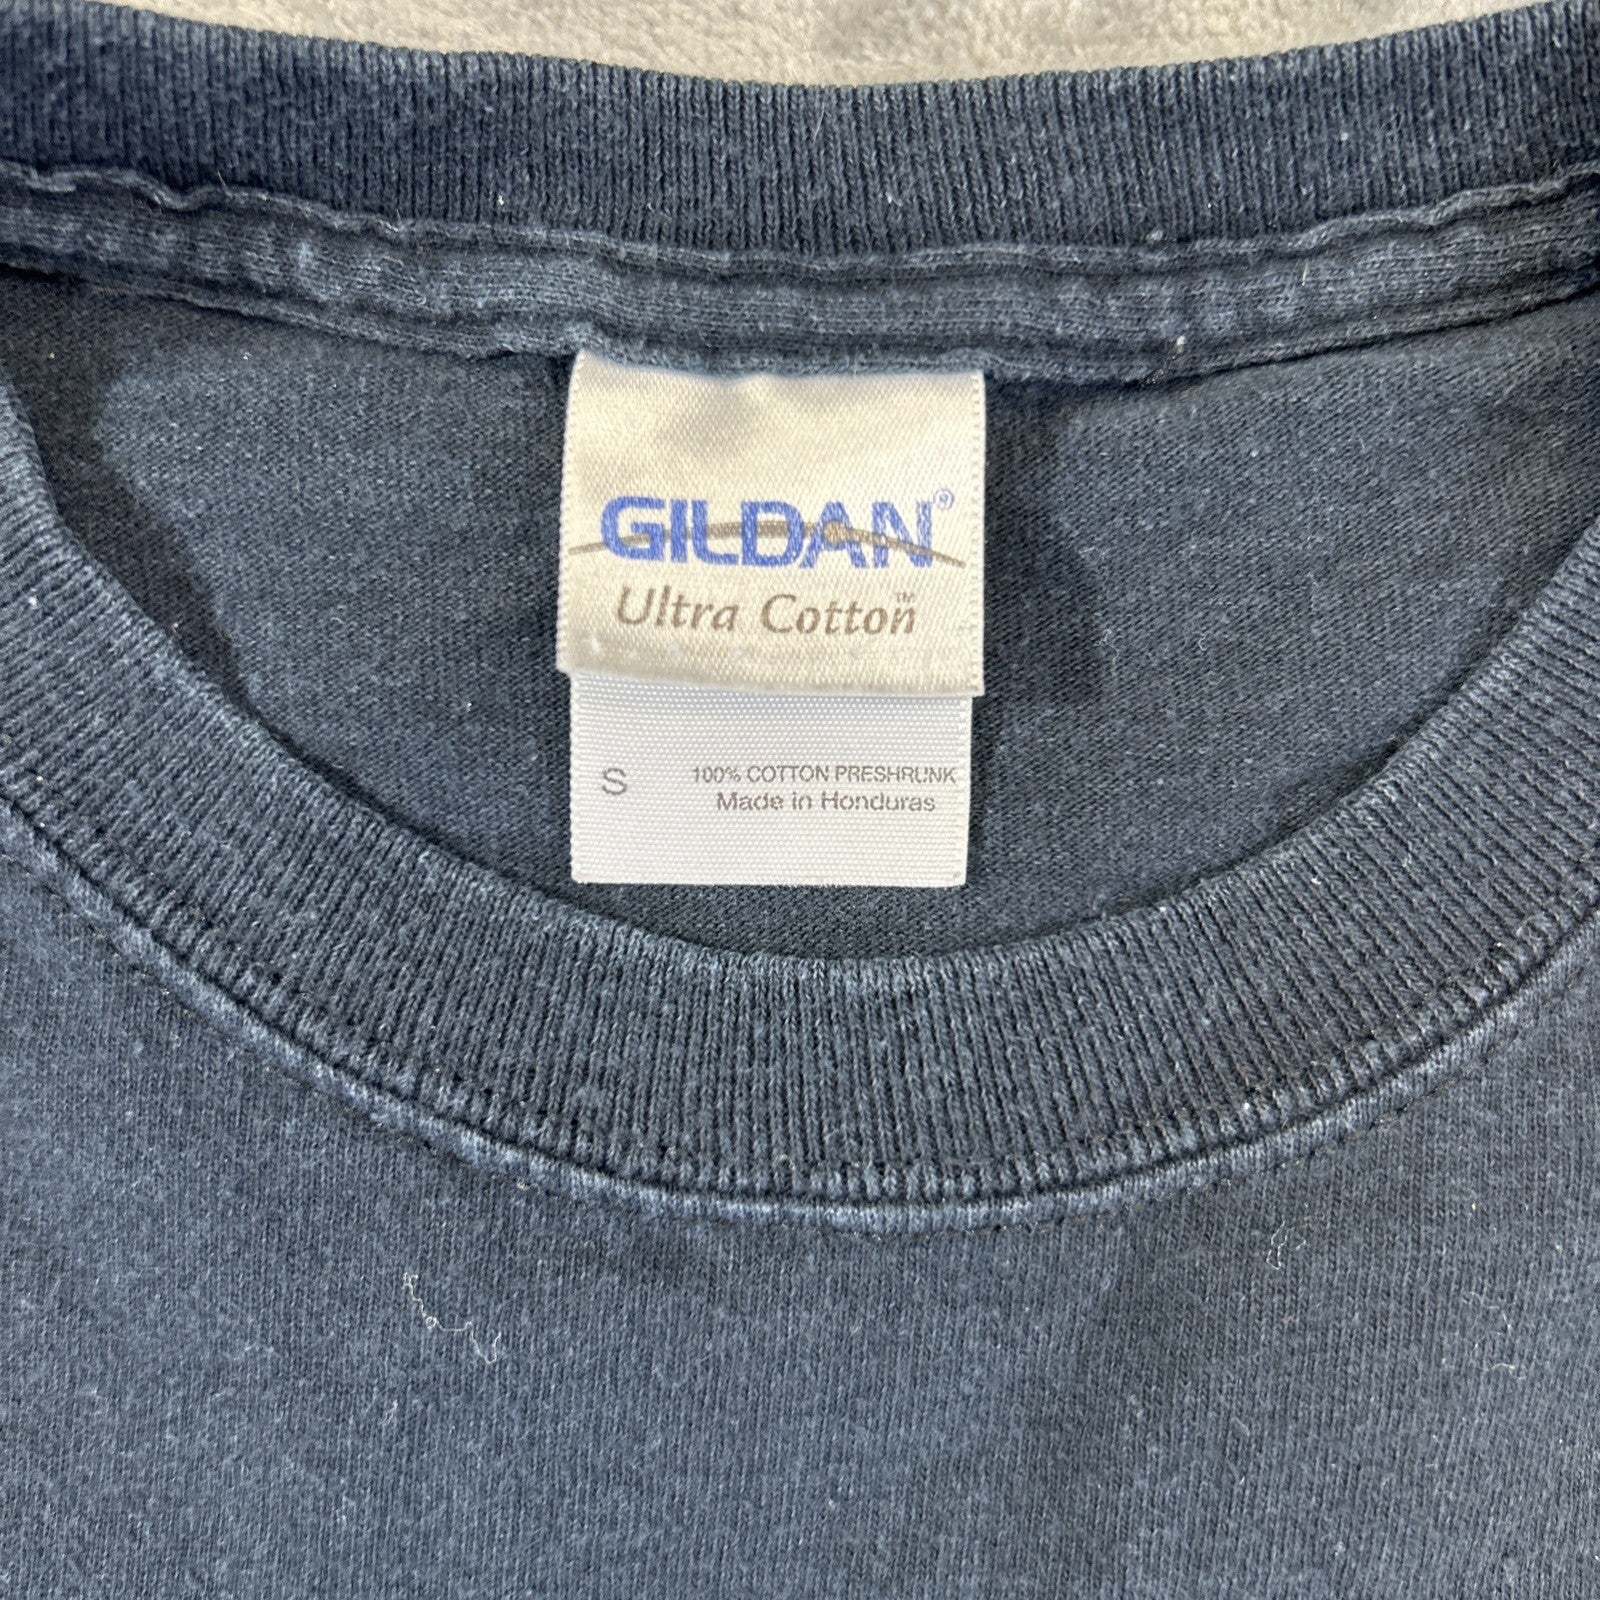 GILDAN®
Ultra Cotton™
S 100% COTTON PRESHRUNK
Made in Honduras